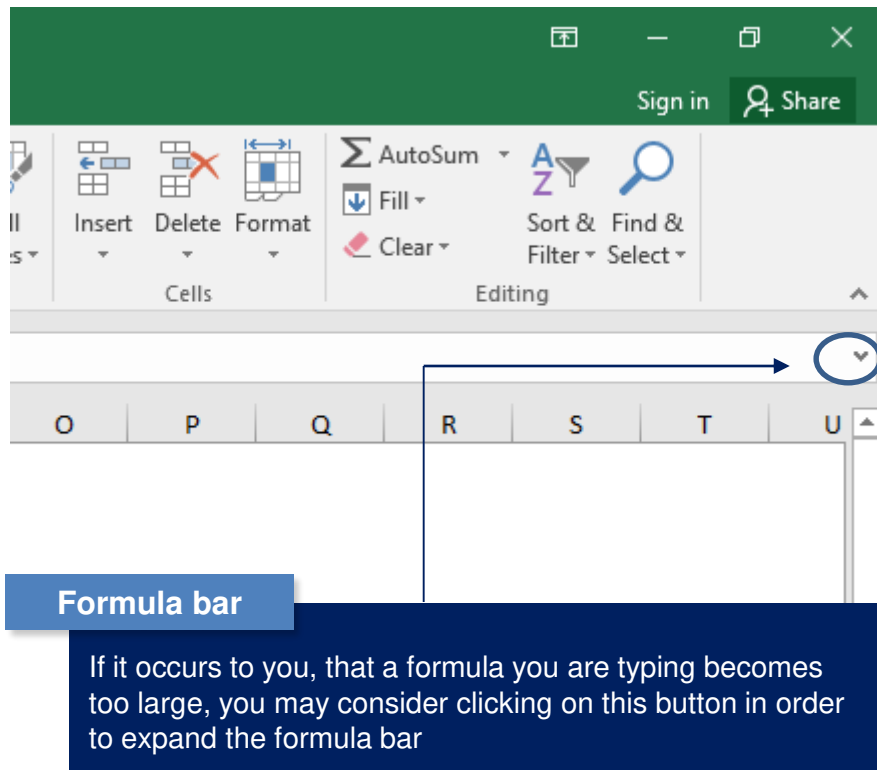 Sign in Share
AutoSum
Fill
Clear
Insert Delete Format
Sort & Find &
Filter Select
Cells
Editing
O P Q R S T U
Formula bar
If it occurs to you, that a formula you are typing becomes
too large, you may consider clicking on this button in order
to expand the formula bar